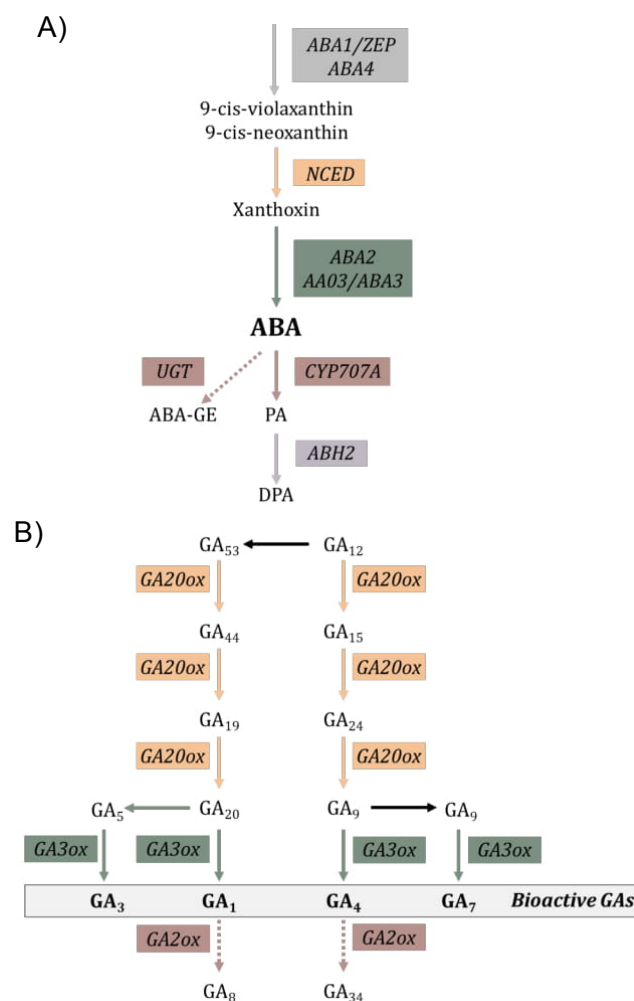 A)
ABA1/ZEP
ABA4
9-cis-violaxanthin
9-cis-neoxanthin
NCED
Xanthoxin
ABA2
AA03/ABA3
ABA
UGT
CYP707A
ABA-GE
PA
ABH2
DPA
B)
GA53
GA12
GA20ox
GA20ox
GA44
GA15
GA20ox
GA20ox
GA19
GA24
GA20ox
GA20ox
GA5
GA20
GA9
GA9
GA3ox
GA3ox
GA3ox
GA3ox
GA3
GA1
GA4
GA7
Bioactive GAs
GA2ox
GA2ox
GA8
GA34